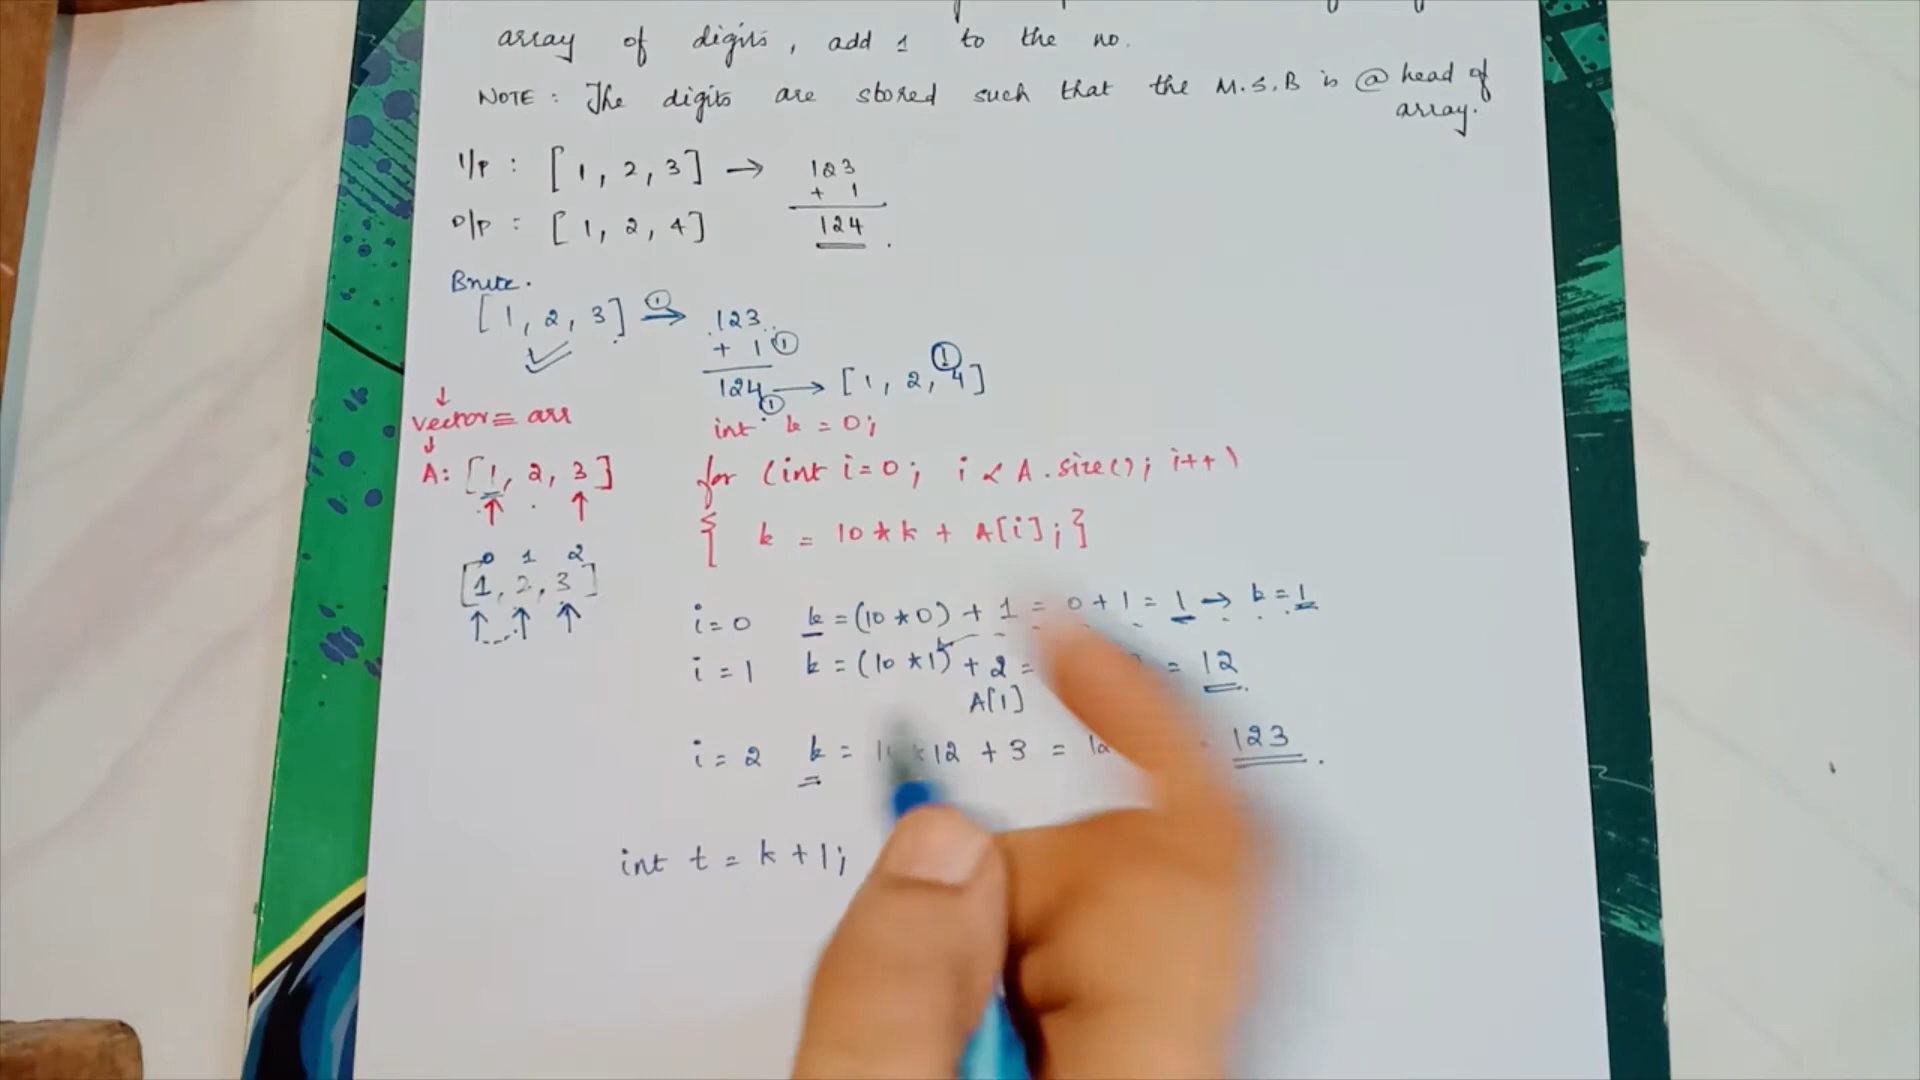 array of digits, add 1 to the no.
NOTE : The digits are stored such that the M.S.B is @ head of array.
I/p : [ 1, 2, 3 ] → 123
+ 1
O/p : [ 1, 2, 4 ] 124 .
Brute.
[ 1, 2, 3 ] ① → 123
+ 1 ①
124 → [ 1, 2, 4 ] ①
①
↓
vector ≡ arr int k = 0;
↓
A: [ 1, 2, 3 ] for (int i=0; i < A.size(); i++)
↑ ↑ { k = 10 * k + A[i]; }
0 1 2
[ 1, 2, 3 ]
↑ ↑ ↑ i=0 k = (10 * 0) + 1 = 0 + 1 = 1 → k = 1
i = 1 k = (10 * 1) + 2 = = 12
A[1]
i = 2 k = 12 + 3 = 123 .
int t = k + 1;